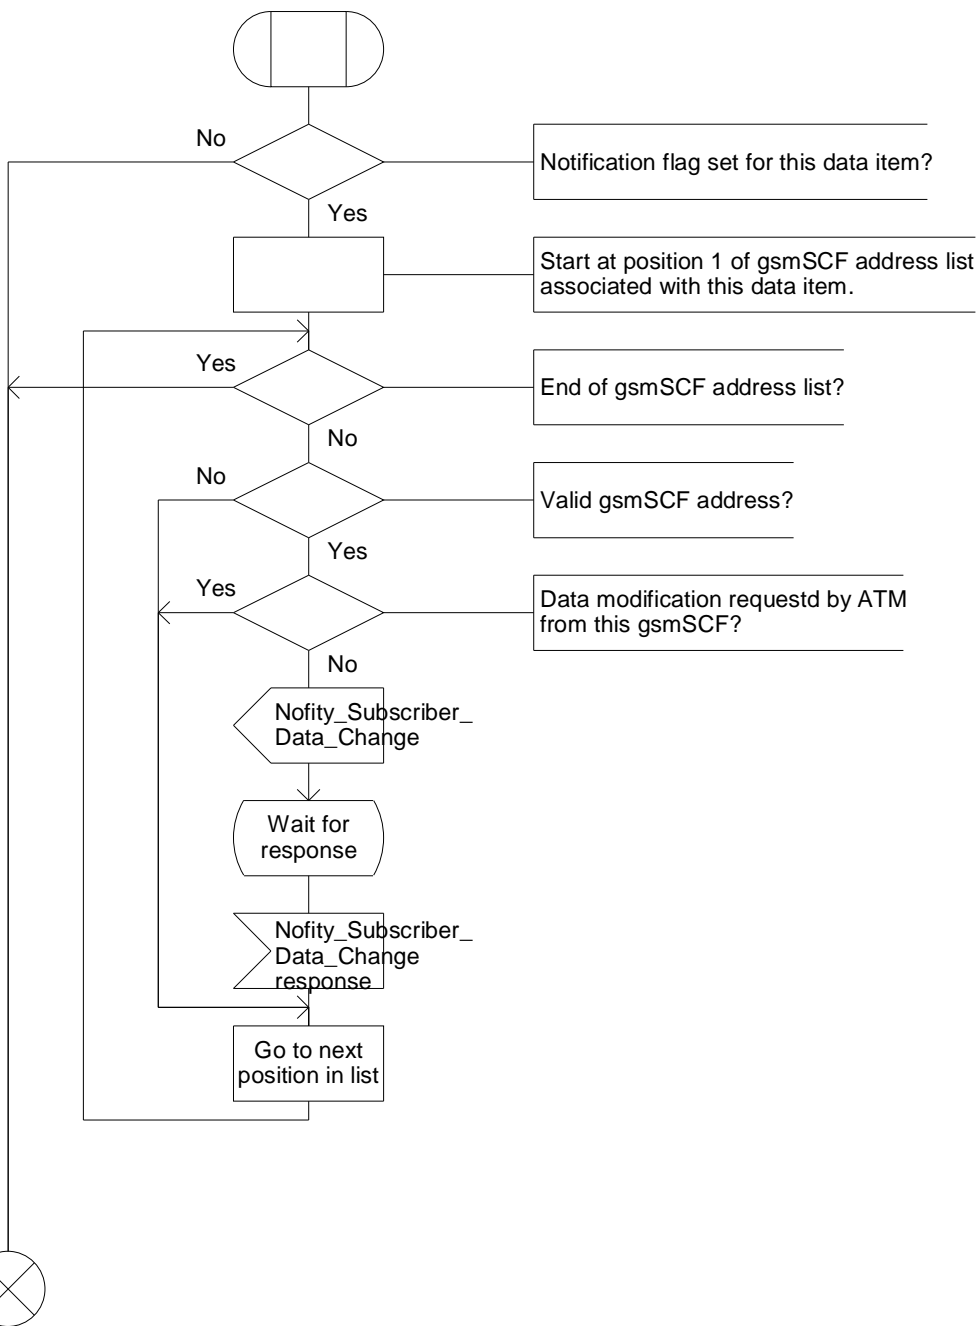 No
Notification flag set for this data item?
Yes
Start at position 1 of gsmSCF address list
associated with this data item.
Yes
End of gsmSCF address list?
No
No
Valid gsmSCF address?
Yes
Yes
Data modification requestd by ATM
from this gsmSCF?
No
Nofity_Subscriber_
Data_Change
Wait for
response
Nofity_Subscriber_
Data_Change
response
Go to next
position in list